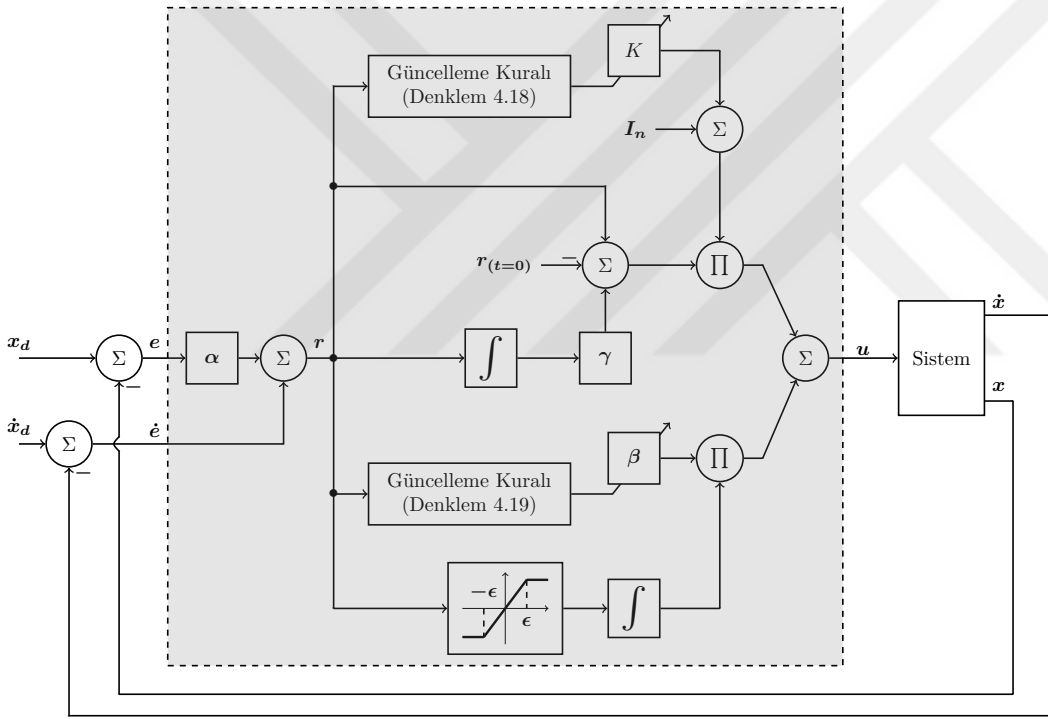 Güncelleme Kuralı
(Denklem 4.18)
K
I_n
Σ
r_(t=0)
−
Σ
∏
x_d
Σ
−
e
α
Σ
r
∫
γ
Σ
u
Sistem
ẋ
x
ẋ_d
Σ
−
ė
Güncelleme Kuralı
(Denklem 4.19)
β
∏
−ϵ
ϵ
∫